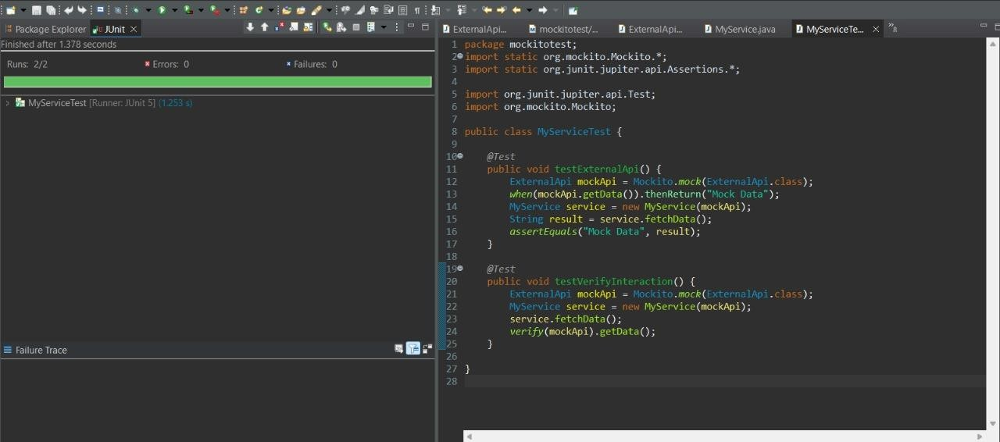 Package Explorer
JUnit
Finished after 1.378 seconds
Runs: 2/2
Errors: 0
Failures: 0
MyServiceTest [Runner: JUnit 5] (1.253 s)
Failure Trace
ExternalApi...
mockitotest/...
ExternalApi...
MyService.java
MyServiceTe...
»8
1 package mockitotest;
2 import static org.mockito.Mockito.*;
3 import static org.junit.jupiter.api.Assertions.*;
4
5 import org.junit.jupiter.api.Test;
6 import org.mockito.Mockito;
7
8 public class MyServiceTest {
9
10 @Test
11 public void testExternalApi() {
12 ExternalApi mockApi = Mockito.mock(ExternalApi.class);
13 when(mockApi.getData()).thenReturn("Mock Data");
14 MyService service = new MyService(mockApi);
15 String result = service.fetchData();
16 assertEquals("Mock Data", result);
17 }
18
19 @Test
20 public void testVerifyInteraction() {
21 ExternalApi mockApi = Mockito.mock(ExternalApi.class);
22 MyService service = new MyService(mockApi);
23 service.fetchData();
24 verify(mockApi).getData();
25 }
26
27 }
28